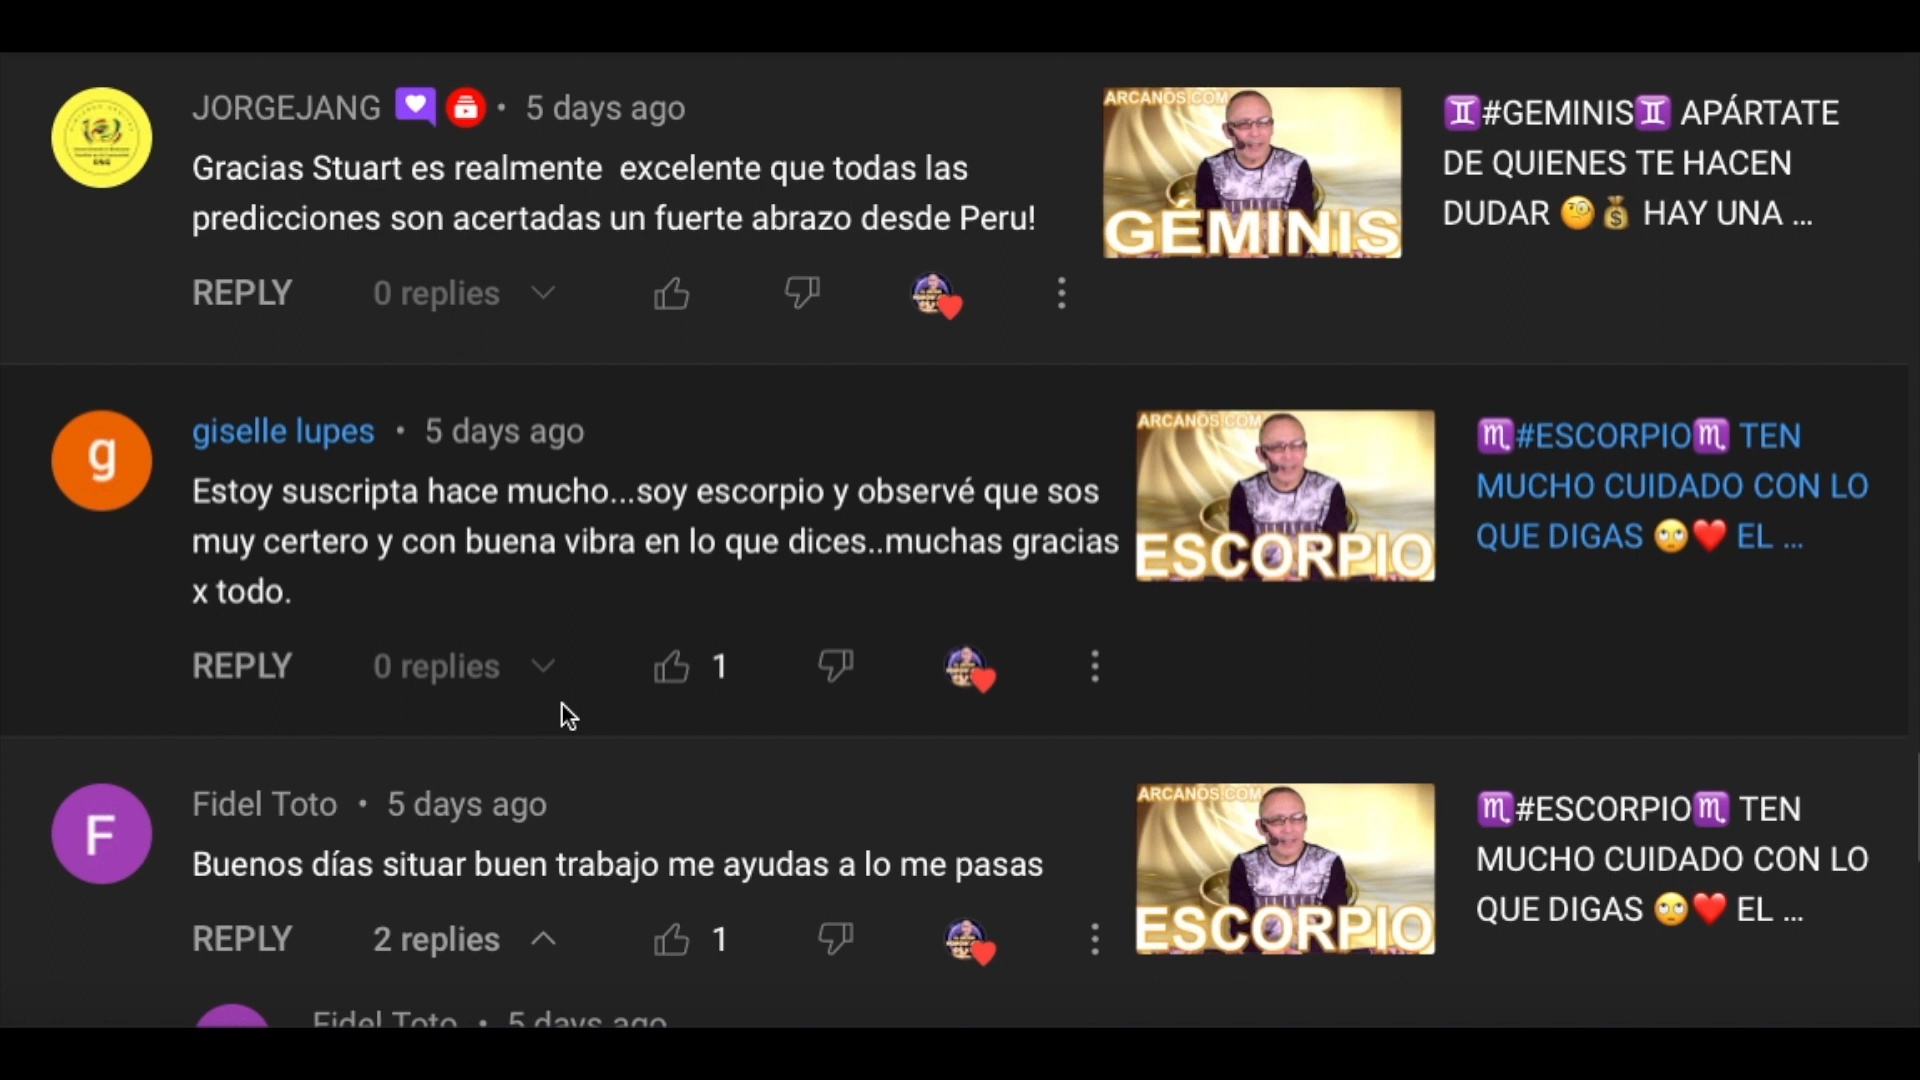 JORGEJANG • 5 days ago
Gracias Stuart es realmente excelente que todas las
predicciones son acertadas un fuerte abrazo desde Peru!
REPLY 0 replies
ARCANOS.COM
GÉMINIS
♊#GEMINIS♊ APÁRTATE
DE QUIENES TE HACEN
DUDAR 🧐💰 HAY UNA ...
g
giselle lupes • 5 days ago
Estoy suscripta hace mucho...soy escorpio y observé que sos
muy certero y con buena vibra en lo que dices..muchas gracias
x todo.
REPLY 0 replies 1
ARCANOS.COM
ESCORPIO
♏#ESCORPIO♏ TEN
MUCHO CUIDADO CON LO
QUE DIGAS 🙄❤️ EL ...
F
Fidel Toto • 5 days ago
Buenos días situar buen trabajo me ayudas a lo me pasas
REPLY 2 replies 1
ARCANOS.COM
ESCORPIO
♏#ESCORPIO♏ TEN
MUCHO CUIDADO CON LO
QUE DIGAS 🙄❤️ EL ...
Fidel Toto • 5 days ago